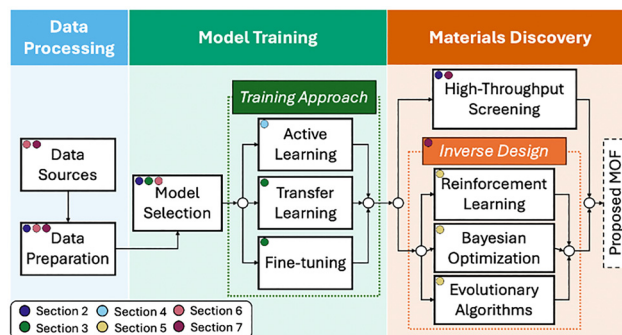 Data
Processing
Model Training
Materials Discovery
Data
Sources
Data
Preparation
Model
Selection
Training Approach
Active
Learning
Transfer
Learning
Fine-tuning
High-Throughput
Screening
Inverse Design
Reinforcement
Learning
Bayesian
Optimization
Evolutionary
Algorithms
Proposed MOF
Section 2
Section 4
Section 6
Section 3
Section 5
Section 7